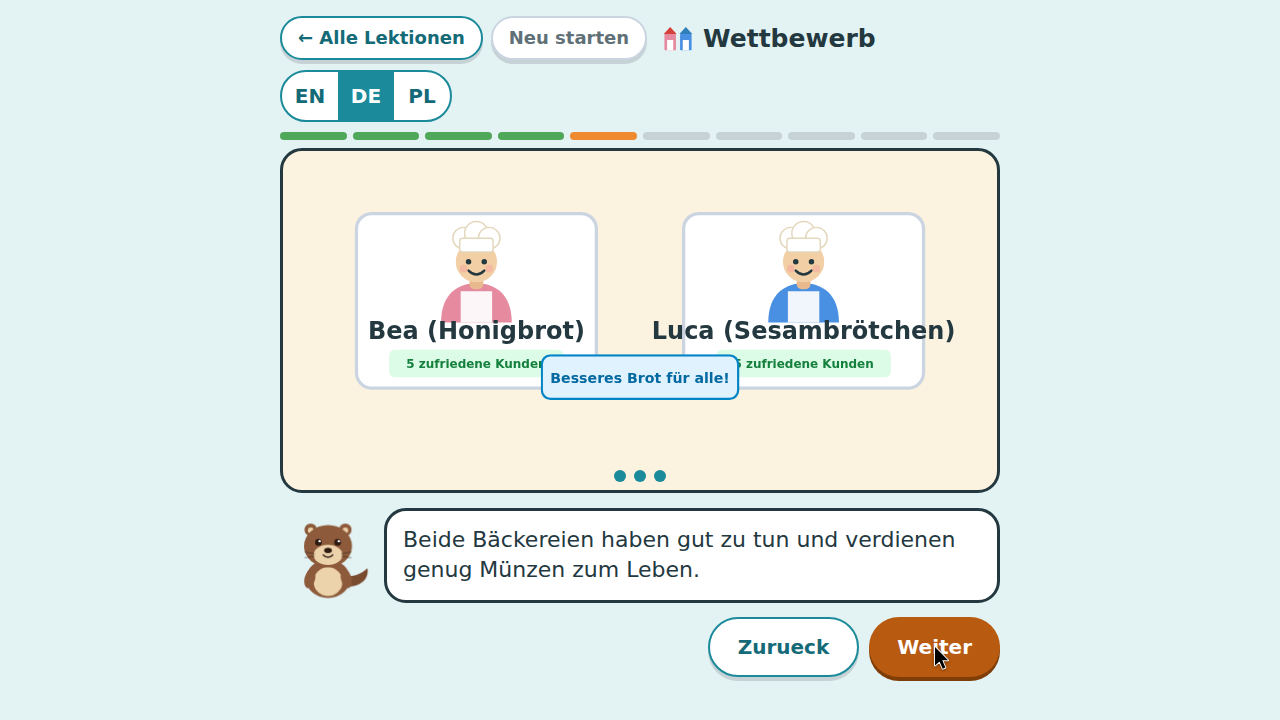 ← Alle Lektionen
Neu starten
Wettbewerb
EN
DE
PL
Bea (Honigbrot)
5 zufriedene Kunden
Luca (Sesambrötchen)
5 zufriedene Kunden
Besseres Brot für alle!
Beide Bäckereien haben gut zu tun und verdienen
genug Münzen zum Leben.
Zurueck
Weiter